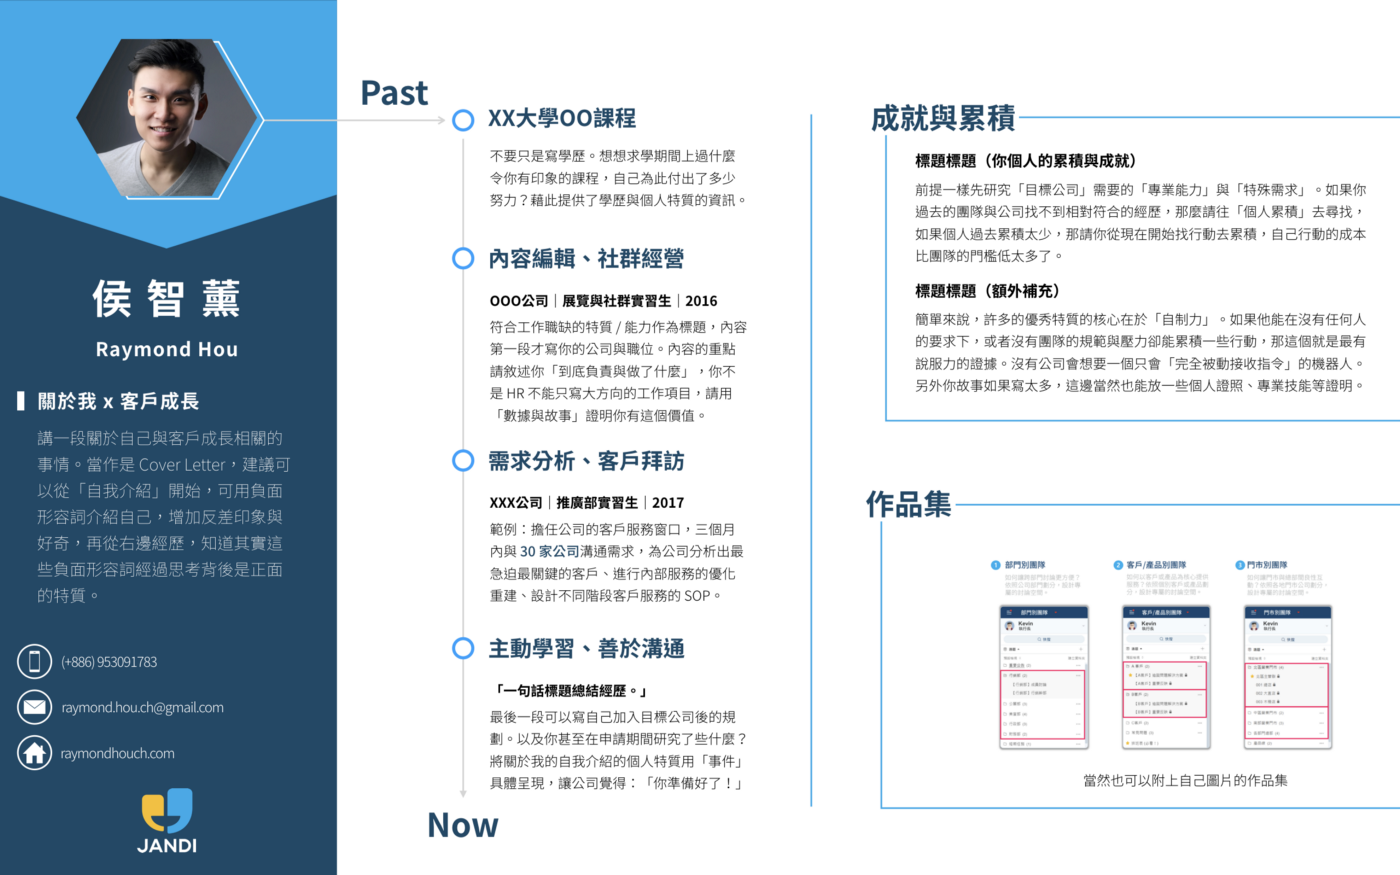 侯智薰
Raymond Hou
關於我 x 客戶成長
講一段關於自己與客戶成長相關的
事情。當作是 Cover Letter，建議可
以從「自我介紹」開始，可用負面
形容詞介紹自己，增加反差印象與
好奇，再從右邊經歷，知道其實這
些負面形容詞經過思考背後是正面
的特質。
(+886) 953091783
raymond.hou.ch@gmail.com
raymondhouch.com
JANDI
Past
XX大學OO課程
不要只是寫學歷。想想求學期間上過什麼
令你有印象的課程，自己為此付出了多少
努力？藉此提供了學歷與個人特質的資訊。
內容編輯、社群經營
OOO公司｜展覽與社群實習生｜2016
符合工作職缺的特質 / 能力作為標題，內容
第一段才寫你的公司與職位。內容的重點
請敘述你「到底負責與做了什麼」，你不
是 HR 不能只寫大方向的工作項目，請用
「數據與故事」證明你有這個價值。
需求分析、客戶拜訪
XXX公司｜推廣部實習生｜2017
範例：擔任公司的客戶服務窗口，三個月
內與 30 家公司溝通需求，為公司分析出最
急迫最關鍵的客戶、進行內部服務的優化
重建、設計不同階段客戶服務的 SOP。
主動學習、善於溝通
「一句話標題總結經歷。」
最後一段可以寫自己加入目標公司後的規
劃。以及你甚至在申請期間研究了些什麼？
將關於我的自我介紹的個人特質用「事件」
具體呈現，讓公司覺得：「你準備好了！」
Now
成就與累積
標題標題（你個人的累積與成就）
前提一樣先研究「目標公司」需要的「專業能力」與「特殊需求」。如果你
過去的團隊與公司找不到相對符合的經歷，那麼請往「個人累積」去尋找，
如果個人過去累積太少，那請你從現在開始找行動去累積，自己行動的成本
比團隊的門檻低太多了。
標題標題（額外補充）
簡單來說，許多的優秀特質的核心在於「自制力」。如果他能在沒有任何人
的要求下，或者沒有團隊的規範與壓力卻能累積一些行動，那這個就是最有
說服力的證據。沒有公司會想要一個只會「完全被動接收指令」的機器人。
另外你故事如果寫太多，這邊當然也能放一些個人證照、專業技能等證明。
作品集
1 部門別團隊
部門別團隊
Kevin
2 客戶/產品別團隊
客戶/產品別團隊
Kevin
3 門市別團隊
門市別團隊
Kevin
當然也可以附上自己圖片的作品集